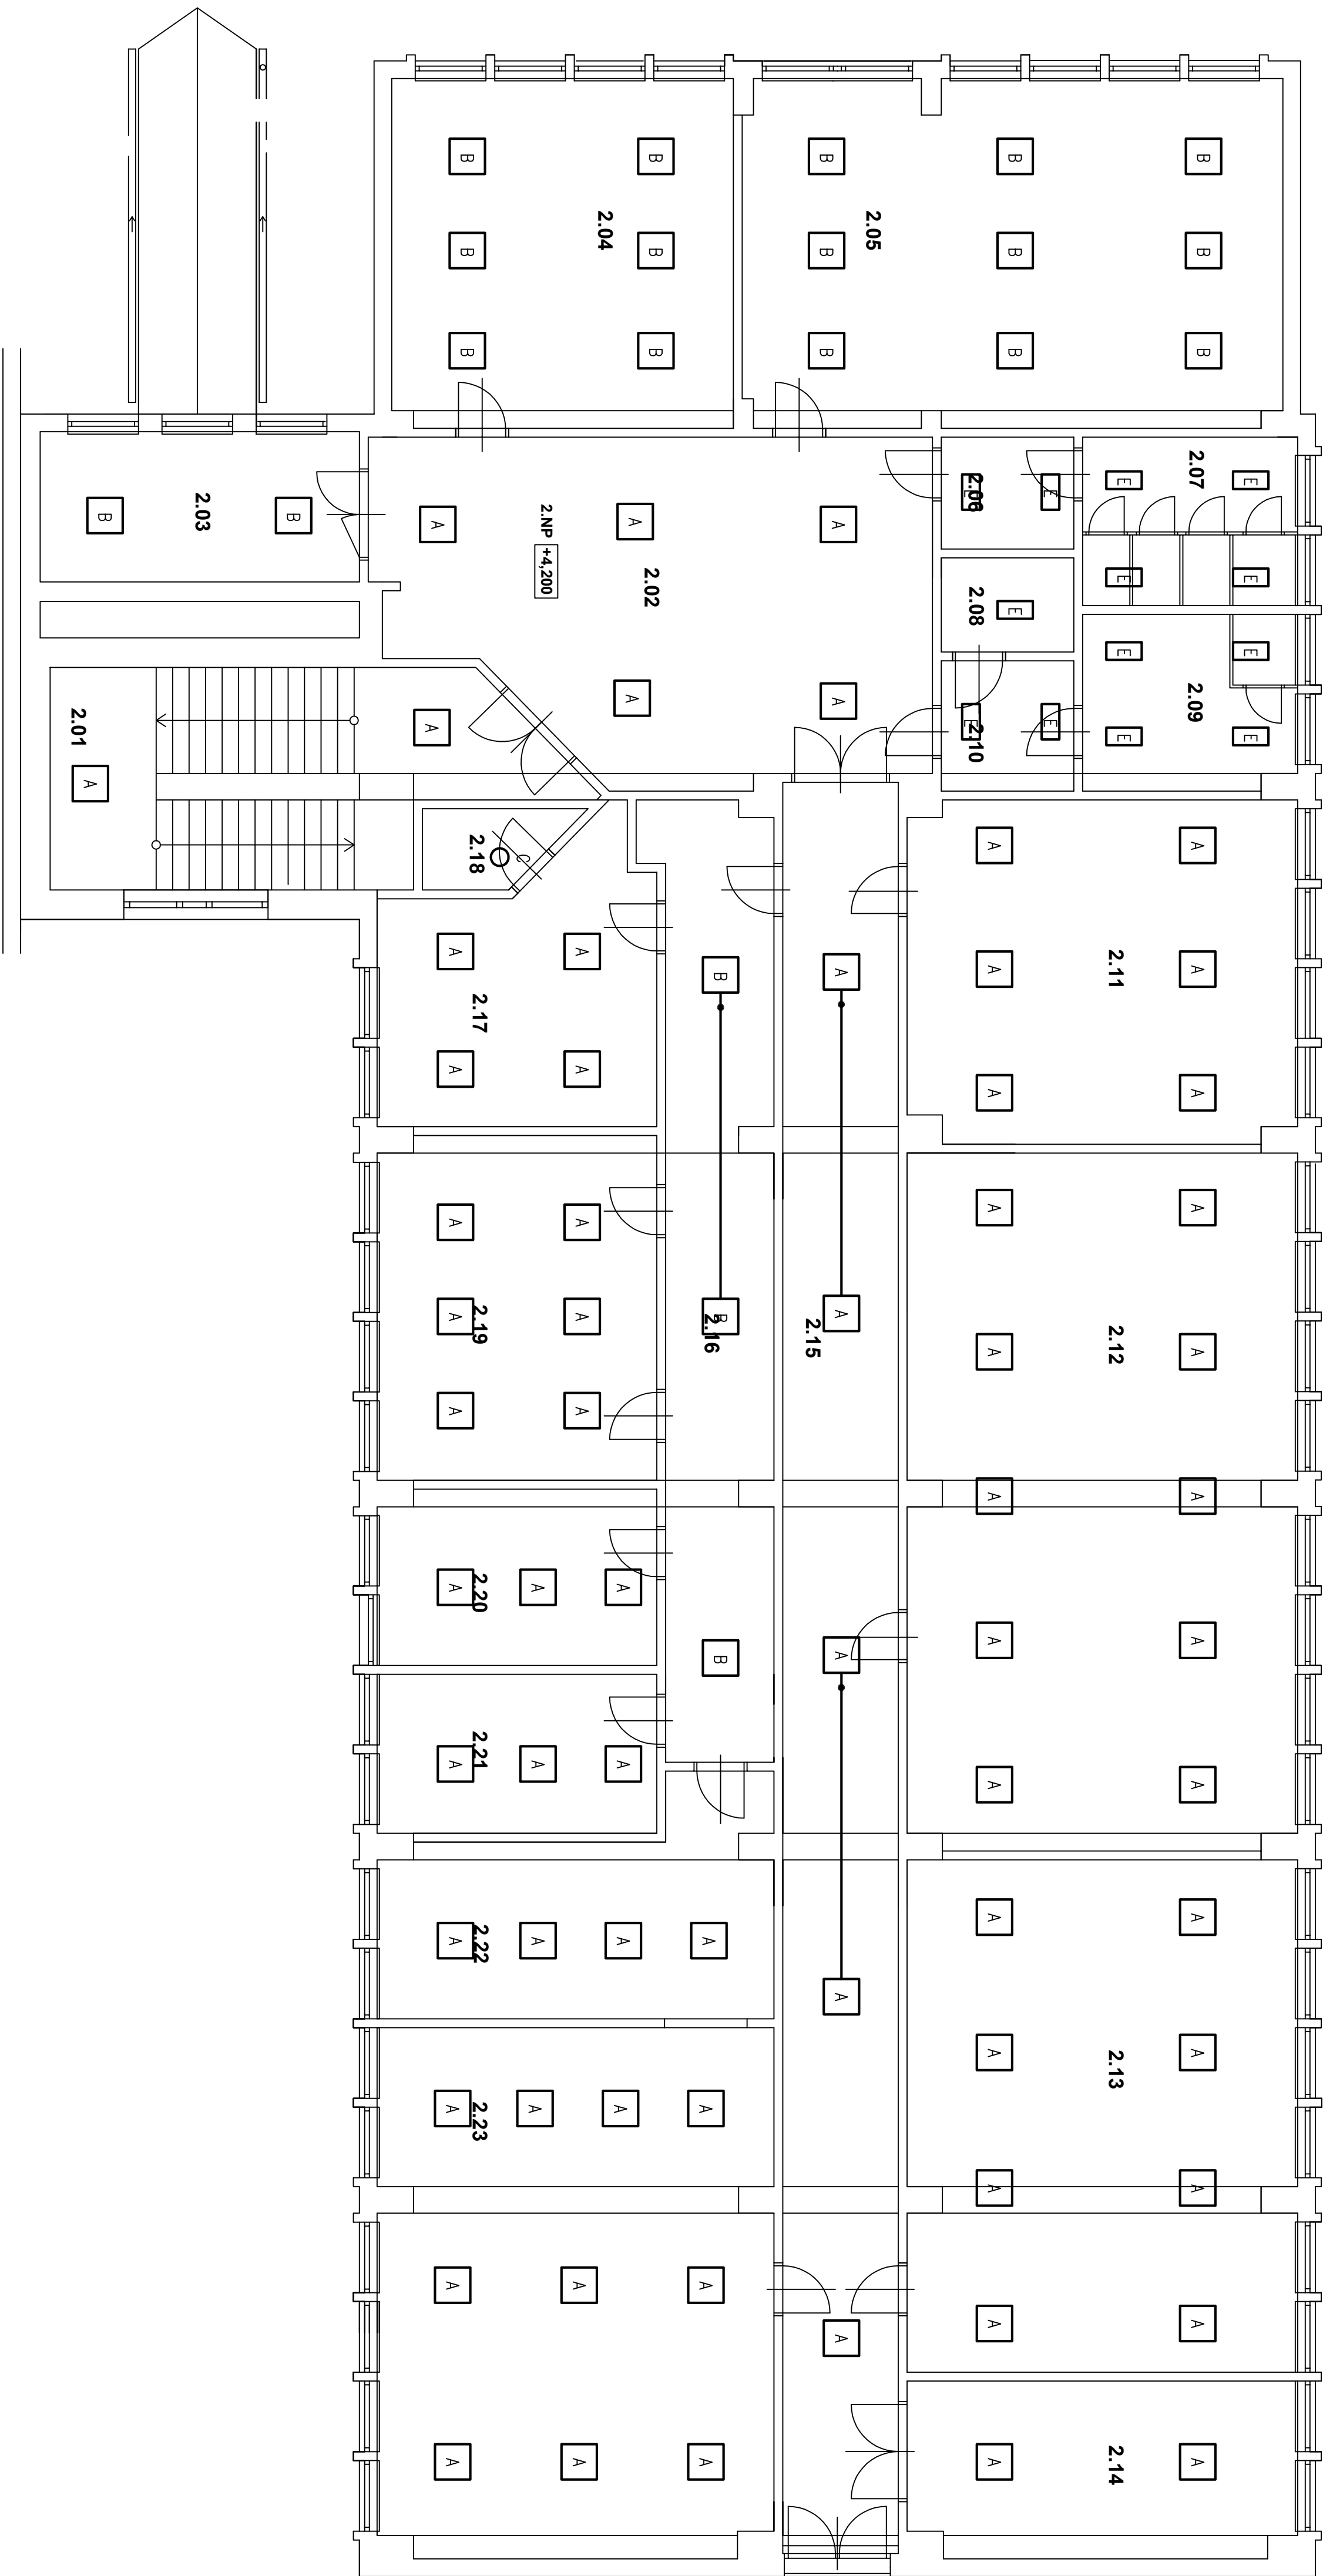 B B B B B
2.04 2.05
B B B B B
B B B B B
2.07
E E
2.06
E E
2.03
B B
A A A
2.NP +4,200
E E
2.02
2.08
E
E E
2.09
A A
2.01
A
A
2.10
E E
E E
2.18
C
A A
A A
2.11
B A A A
2.17
A A
A A
A A
A A
2.19
2.16
2.15
2.12
A A B A
A A
A A
A A
2.20
A A A
B A A A
2.21
A A A
A A
A A
2.22
A A A A
A
2.13
A A
2.23
A A A A
A A
A A A
A A A
2.14
A A A A A